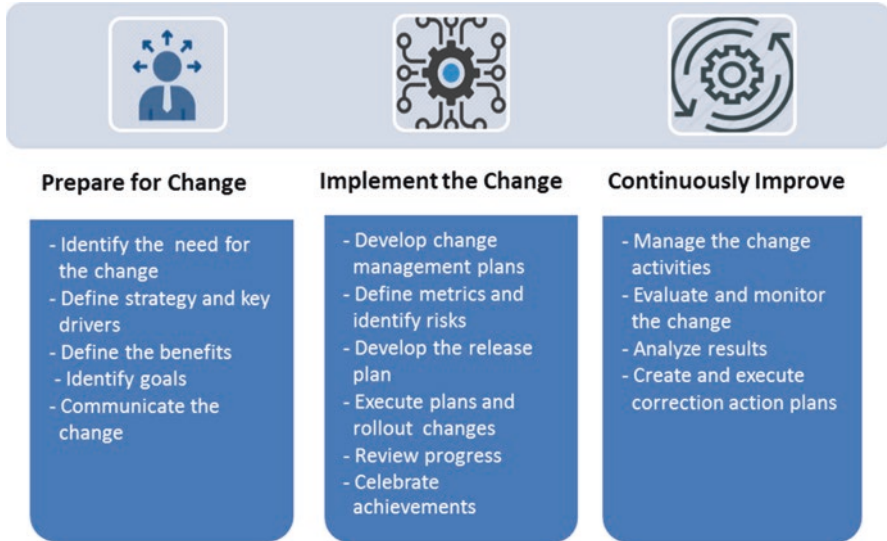 Prepare for Change
- Identify the need for
the change
- Define strategy and key
drivers
- Define the benefits
- Identify goals
- Communicate the
change
Implement the Change
- Develop change
management plans
- Define metrics and
identify risks
- Develop the release
plan
- Execute plans and
rollout changes
- Review progress
- Celebrate
achievements
Continuously Improve
- Manage the change
activities
- Evaluate and monitor
the change
- Analyze results
- Create and execute
correction action plans